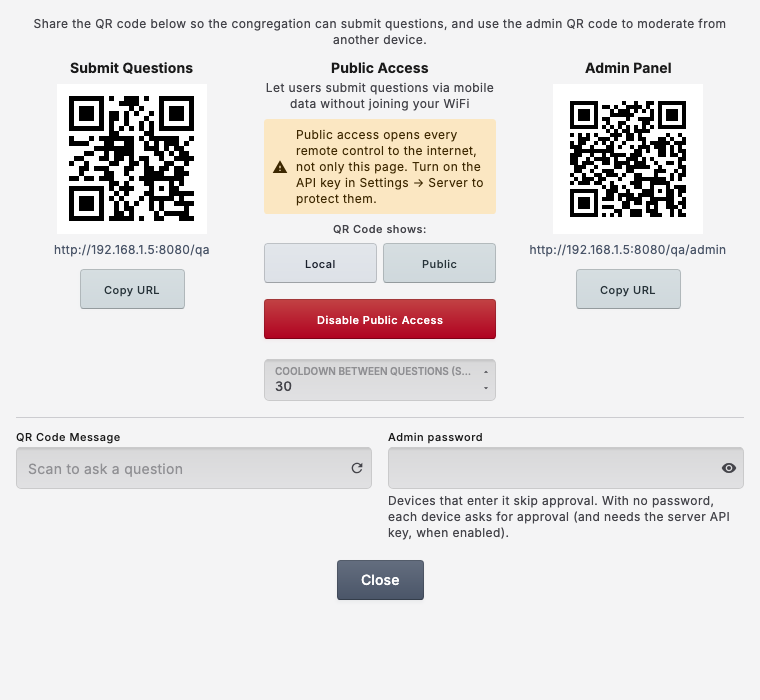 Share the QR code below so the congregation can submit questions, and use the admin QR code to moderate from
another device.
Submit Questions
http://192.168.1.5:8080/qa
Copy URL
Public Access
Let users submit questions via mobile
data without joining your WiFi
Public access opens every
remote control to the internet,
not only this page. Turn on the
API key in Settings → Server to
protect them.
QR Code shows:
Local
Public
Disable Public Access
COOLDOWN BETWEEN QUESTIONS (S...
30
Admin Panel
http://192.168.1.5:8080/qa/admin
Copy URL
QR Code Message
Scan to ask a question
Admin password
Devices that enter it skip approval. With no password,
each device asks for approval (and needs the server API
key, when enabled).
Close